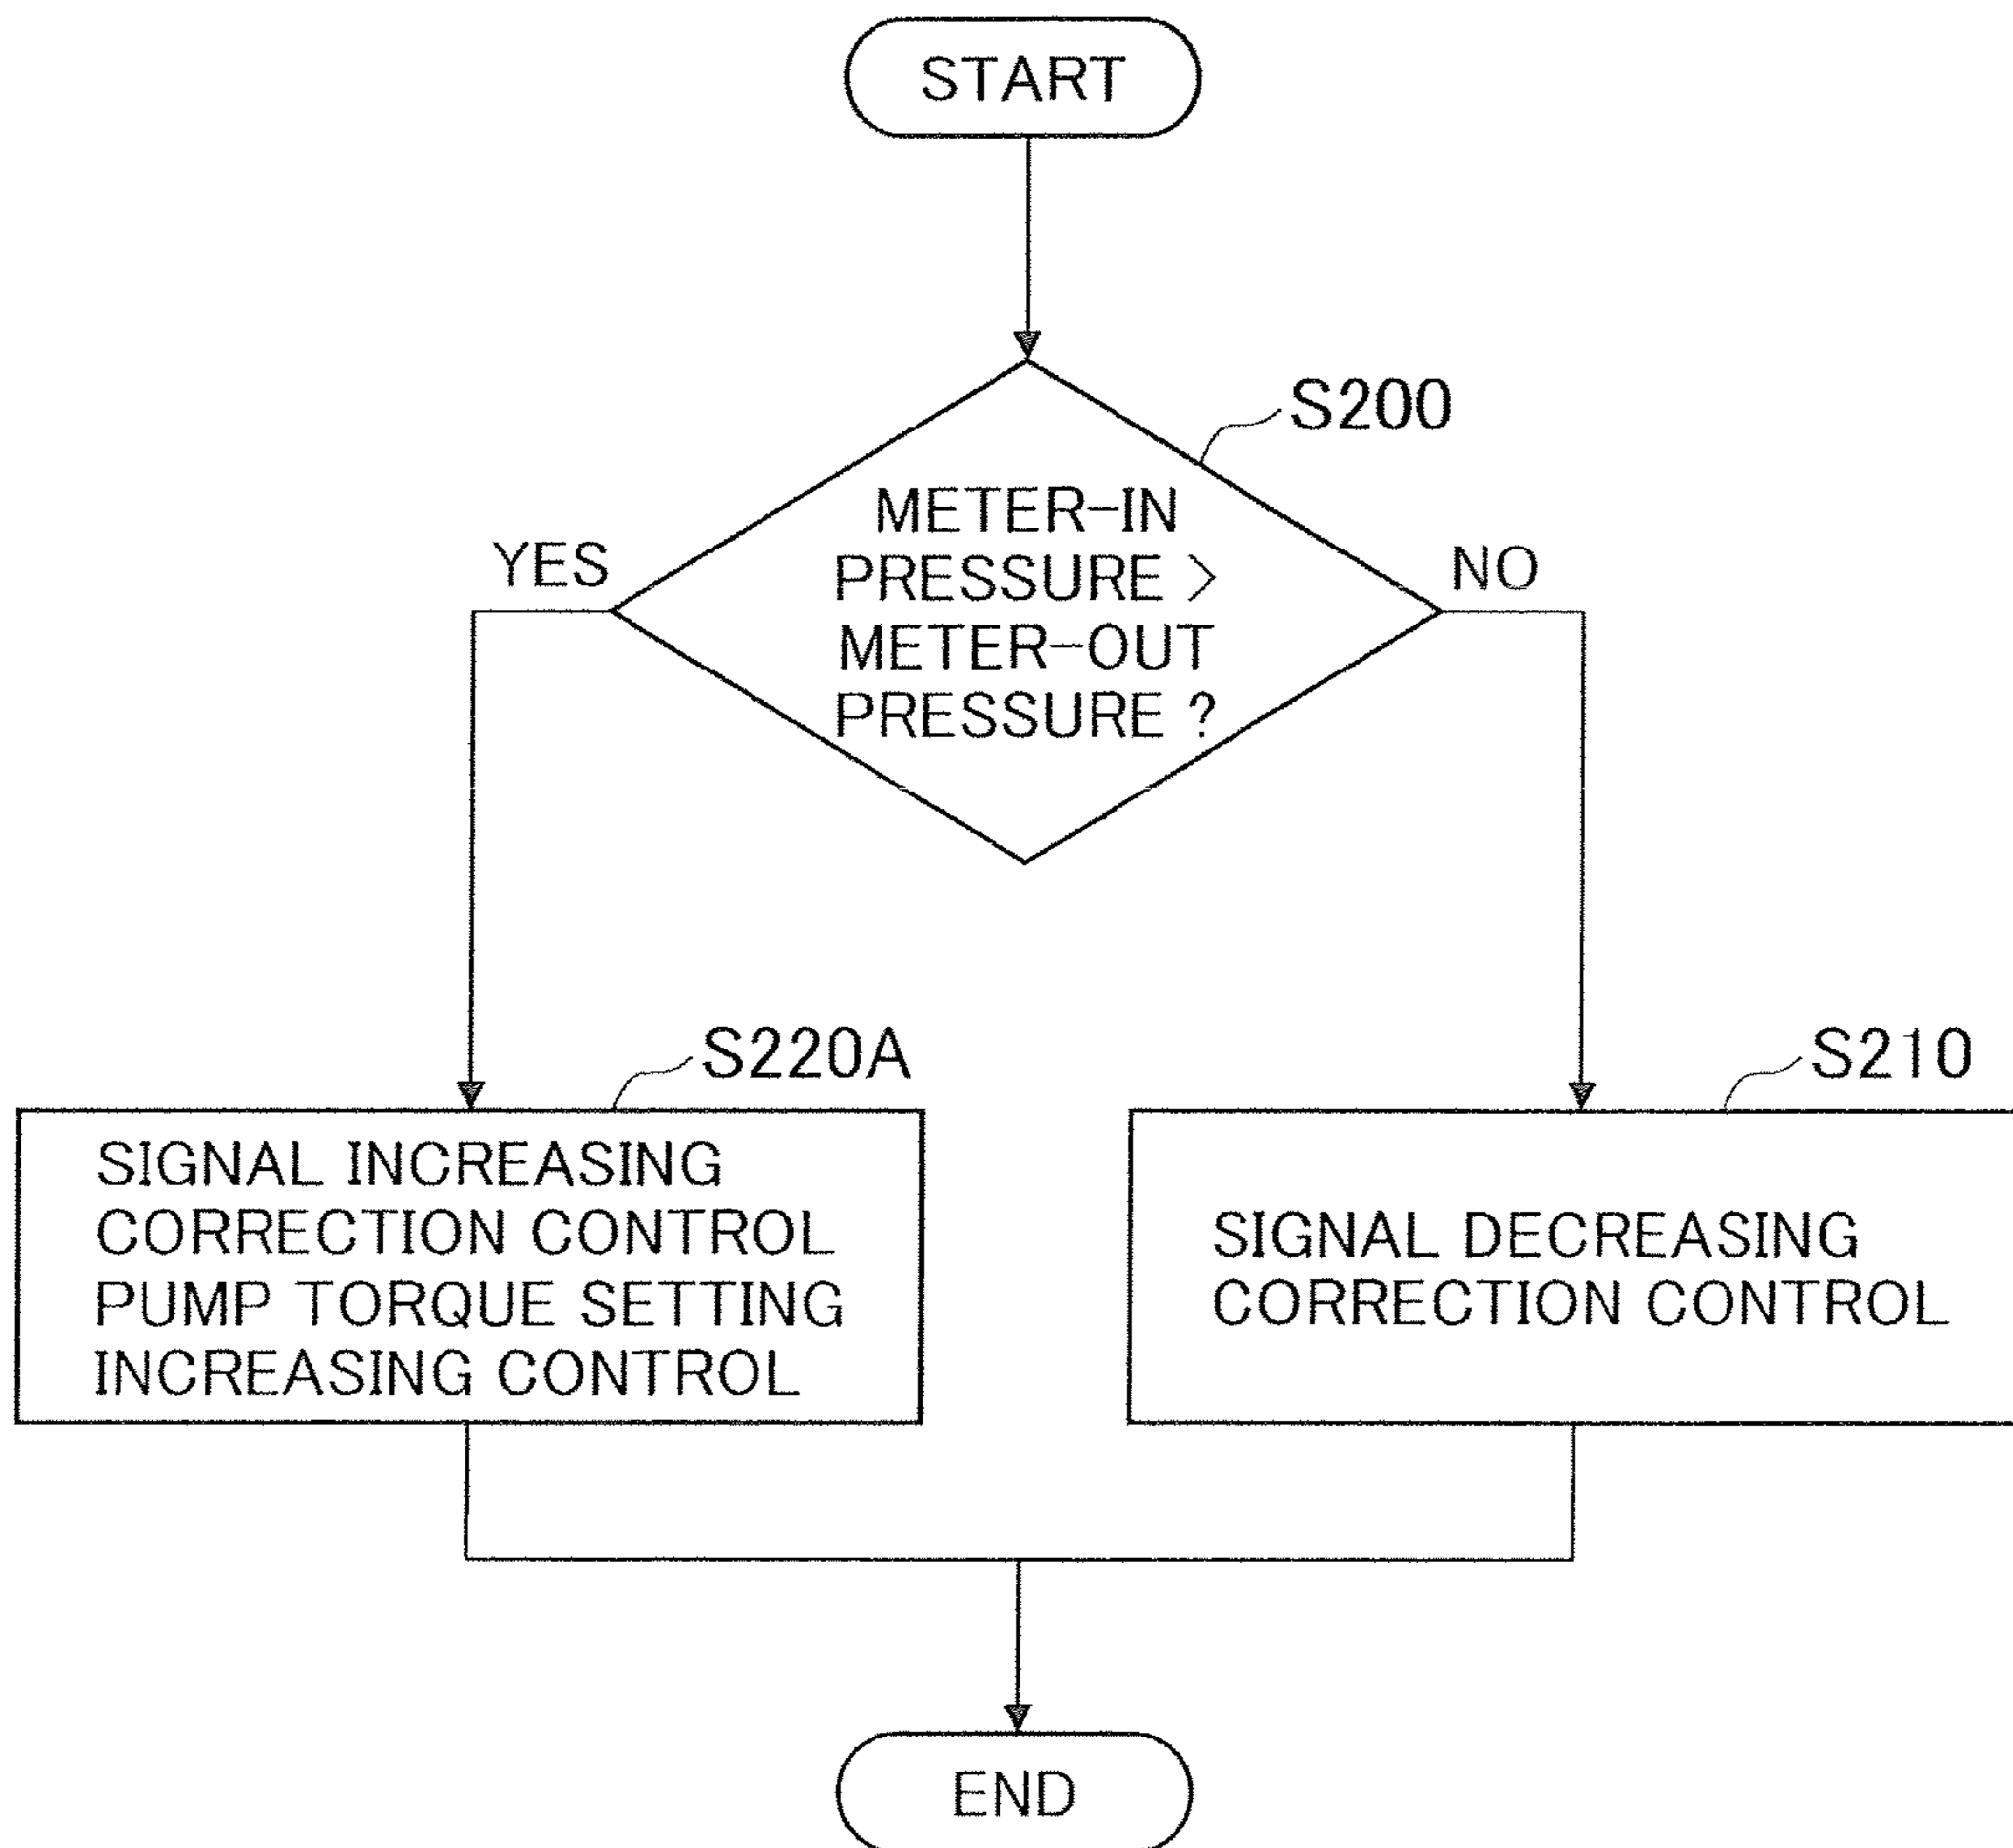 START
S200
METER-IN
PRESSURE >
METER-OUT
PRESSURE ?
YES
NO
S220A
SIGNAL INCREASING
CORRECTION CONTROL
PUMP TORQUE SETTING
INCREASING CONTROL
S210
SIGNAL DECREASING
CORRECTION CONTROL
END